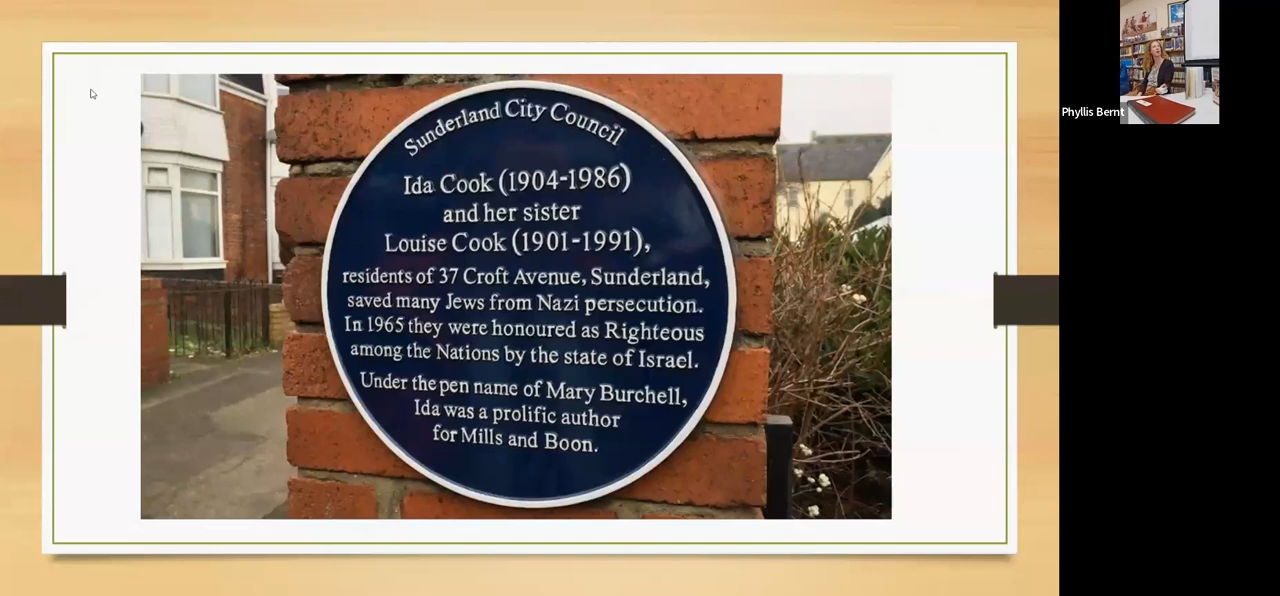 Sunderland City Council
Ida Cook (1904-1986)
and her sister
Louise Cook (1901-1991),
residents of 37 Croft Avenue, Sunderland,
saved many Jews from Nazi persecution.
In 1965 they were honoured as Righteous
among the Nations by the state of Israel.
Under the pen name of Mary Burchell,
Ida was a prolific author
for Mills and Boon.
Phyllis Bernt